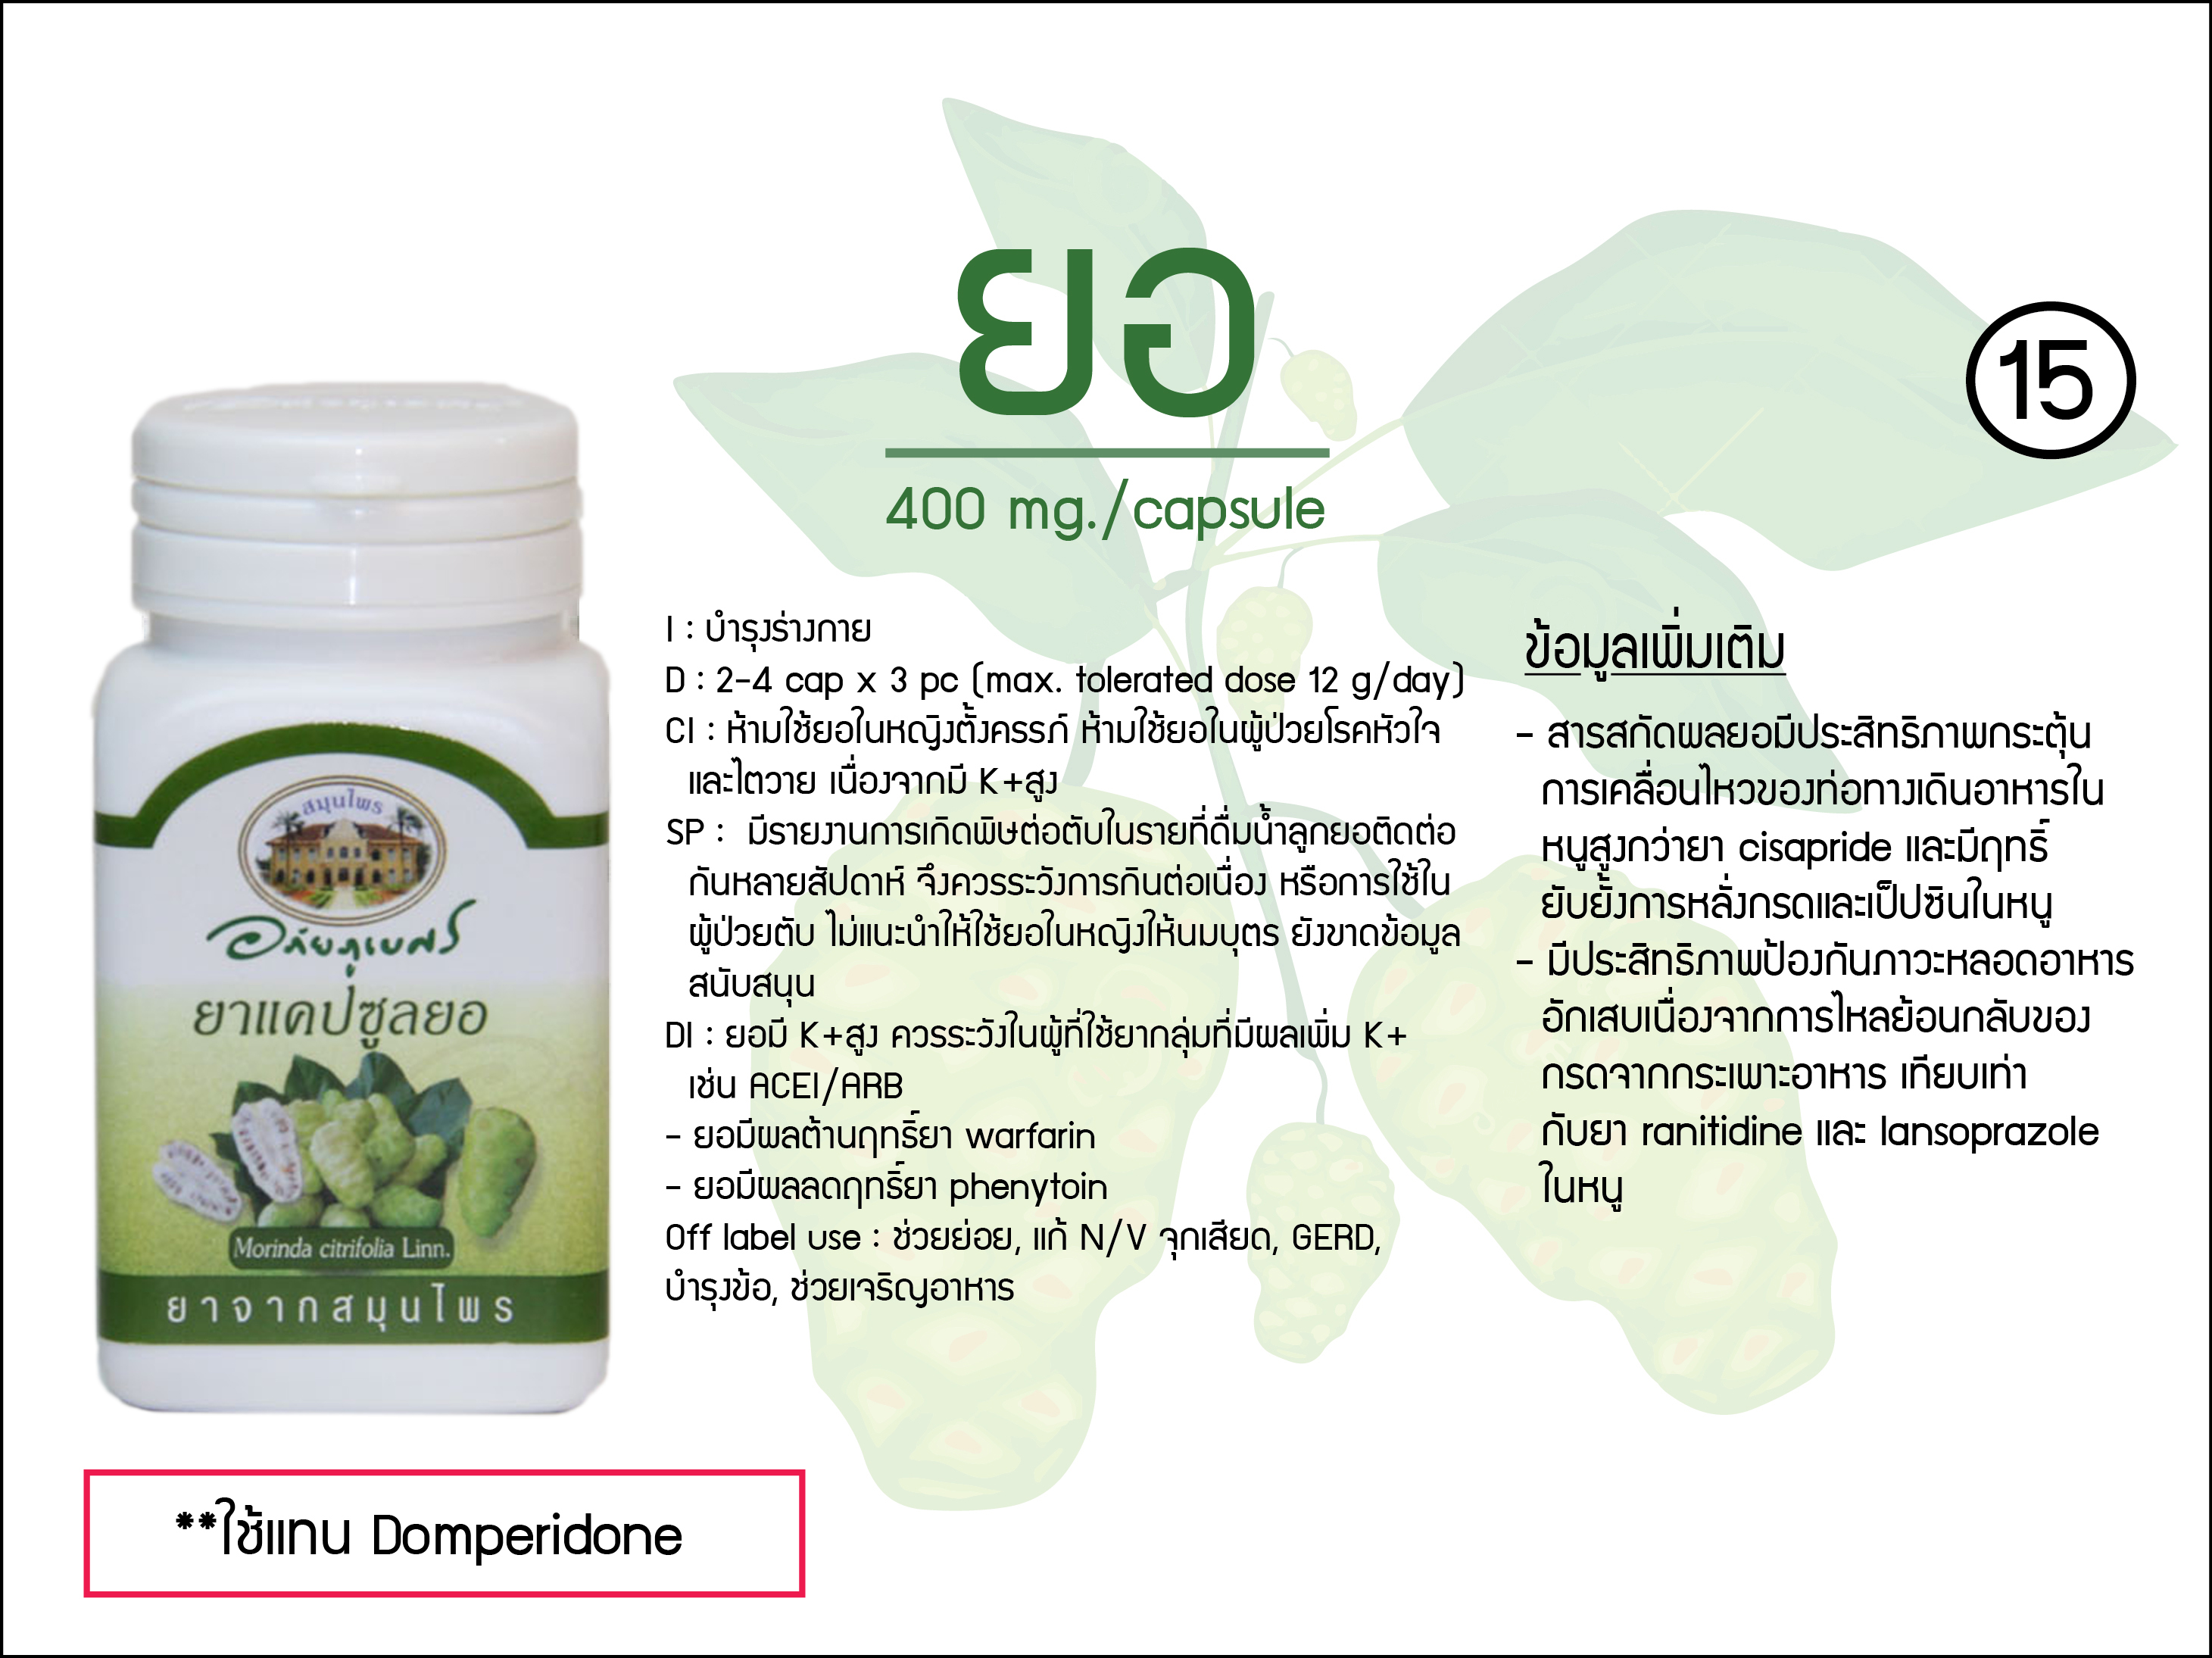 ยอ
400 mg./capsule
15
สมุนไพร
อภัยภูเบศร
ยาแคปซูลยอ
Morinda citrifolia Linn.
ยาจากสมุนไพร
I : บำรุงร่างกาย
D : 2-4 cap x 3 pc (max. tolerated dose 12 g/day)
CI : ห้ามใช้ยอในหญิงตั้งครรภ์ ห้ามใช้ยอในผู้ป่วยโรคหัวใจ
และไตวาย เนื่องจากมี K+สูง
SP : มีรายงานการเกิดพิษต่อตับในรายที่ดื่มน้ำลูกยอติดต่อ
กันหลายสัปดาห์ จึงควรระวังการกินต่อเนื่อง หรือการใช้ใน
ผู้ป่วยตับ ไม่แนะนำให้ใช้ยอในหญิงให้นมบุตร ยังขาดข้อมูล
สนับสนุน
DI : ยอมี K+สูง ควรระวังในผู้ที่ใช้ยากลุ่มที่มีผลเพิ่ม K+
เช่น ACEI/ARB
- ยอมีผลต้านฤทธิ์ยา warfarin
- ยอมีผลลดฤทธิ์ยา phenytoin
Off label use : ช่วยย่อย, แก้ N/V จุกเสียด, GERD,
บำรุงข้อ, ช่วยเจริญอาหาร
ข้อมูลเพิ่มเติม
- สารสกัดผลยอมีประสิทธิภาพกระตุ้น
การเคลื่อนไหวของท่อทางเดินอาหารใน
หนูสูงกว่ายา cisapride และมีฤทธิ์
ยับยั้งการหลั่งกรดและเป็ปซินในหนู
- มีประสิทธิภาพป้องกันภาวะหลอดอาหาร
อักเสบเนื่องจากการไหลย้อนกลับของ
กรดจากกระเพาะอาหาร เทียบเท่า
กับยา ranitidine และ lansoprazole
ในหนู
**ใช้แทน Domperidone